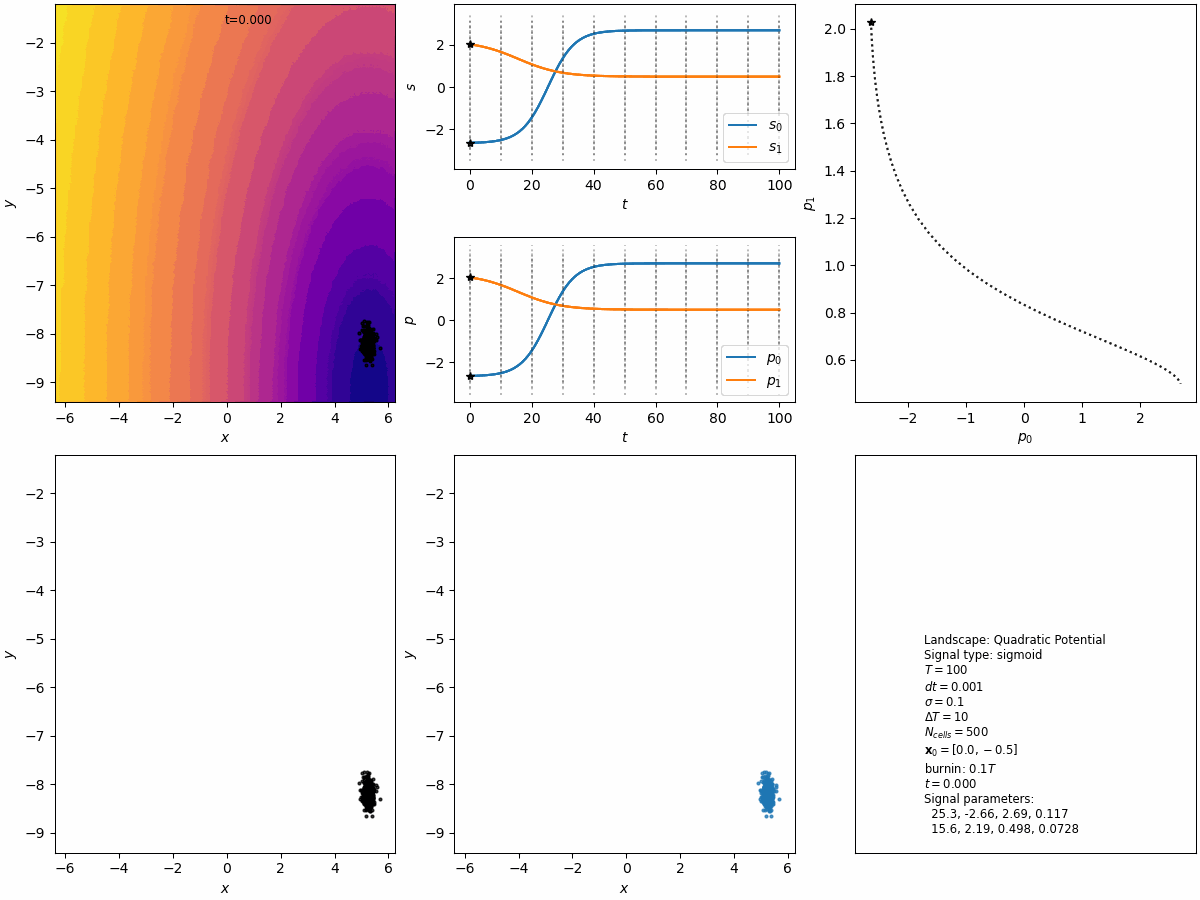 t=0.000
−2
−3
−4
−5
−6
−7
−8
−9
y
−6 −4 −2 0 2 4 6
x
2
0
−2
s
s₀
s₁
0 20 40 60 80 100
t
2
0
−2
p
p₀
p₁
0 20 40 60 80 100
t
2.0
1.8
1.6
1.4
1.2
1.0
0.8
0.6
p₁
−2 −1 0 1 2
p₀
−2
−3
−4
−5
−6
−7
−8
−9
y
−6 −4 −2 0 2 4 6
x
−2
−3
−4
−5
−6
−7
−8
−9
y
−6 −4 −2 0 2 4 6
x
Landscape: Quadratic Potential
Signal type: sigmoid
T = 100
dt = 0.001
σ = 0.1
ΔT = 10
N_cells = 500
x₀ = [0.0, −0.5]
burnin: 0.1T
t = 0.000
Signal parameters:
25.3, -2.66, 2.69, 0.117
15.6, 2.19, 0.498, 0.0728